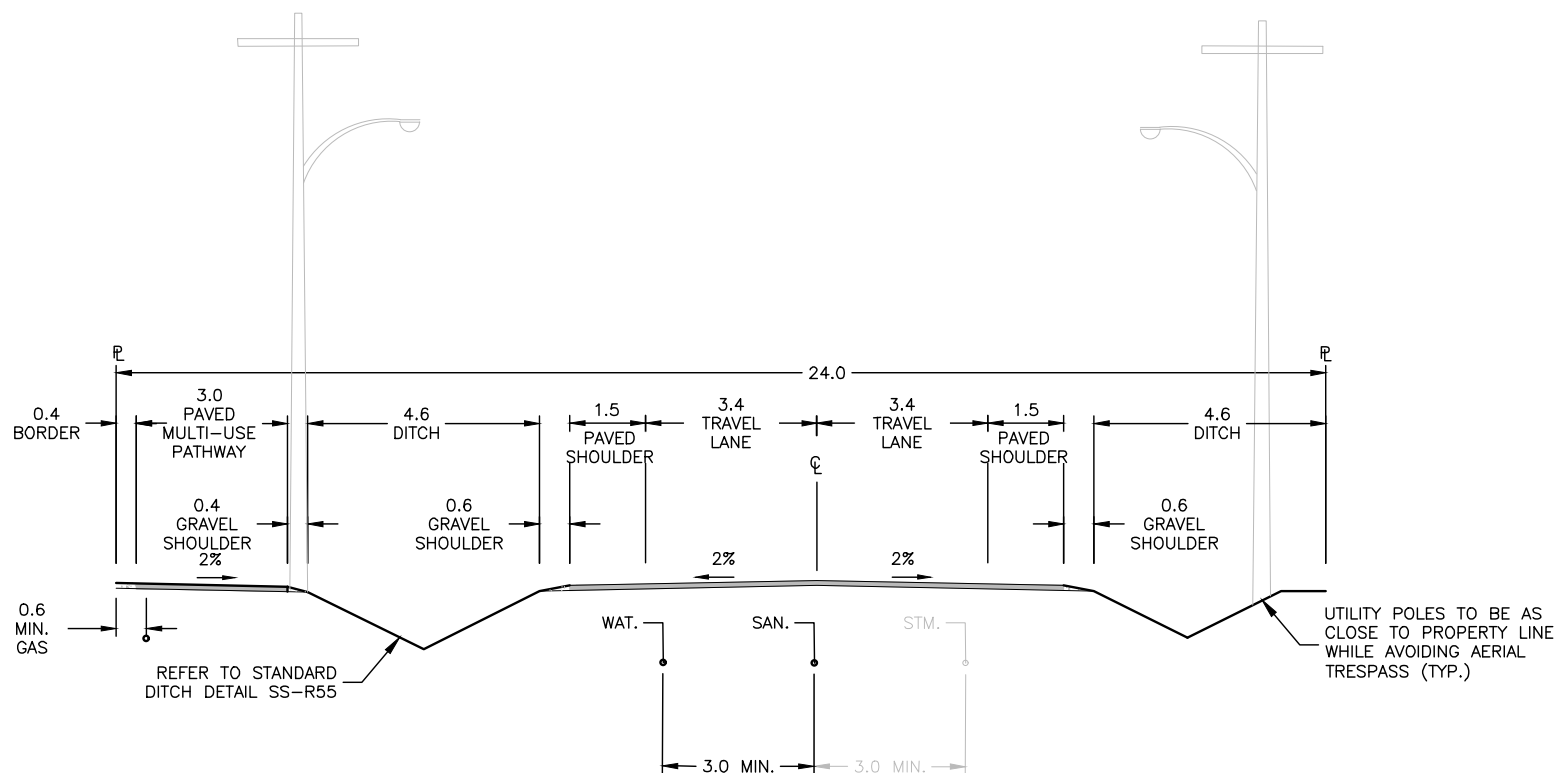 PL
PL
24.0
0.4
BORDER
3.0
PAVED
MULTI-USE
PATHWAY
4.6
DITCH
1.5
PAVED
SHOULDER
3.4
TRAVEL
LANE
3.4
TRAVEL
LANE
1.5
PAVED
SHOULDER
4.6
DITCH
CL
0.4
GRAVEL
SHOULDER
0.6
GRAVEL
SHOULDER
0.6
GRAVEL
SHOULDER
2%
2%
2%
0.6
MIN.
GAS
WAT.
SAN.
STM.
REFER TO STANDARD
DITCH DETAIL SS-R55
UTILITY POLES TO BE AS
CLOSE TO PROPERTY LINE
WHILE AVOIDING AERIAL
TRESPASS (TYP.)
3.0 MIN.
3.0 MIN.